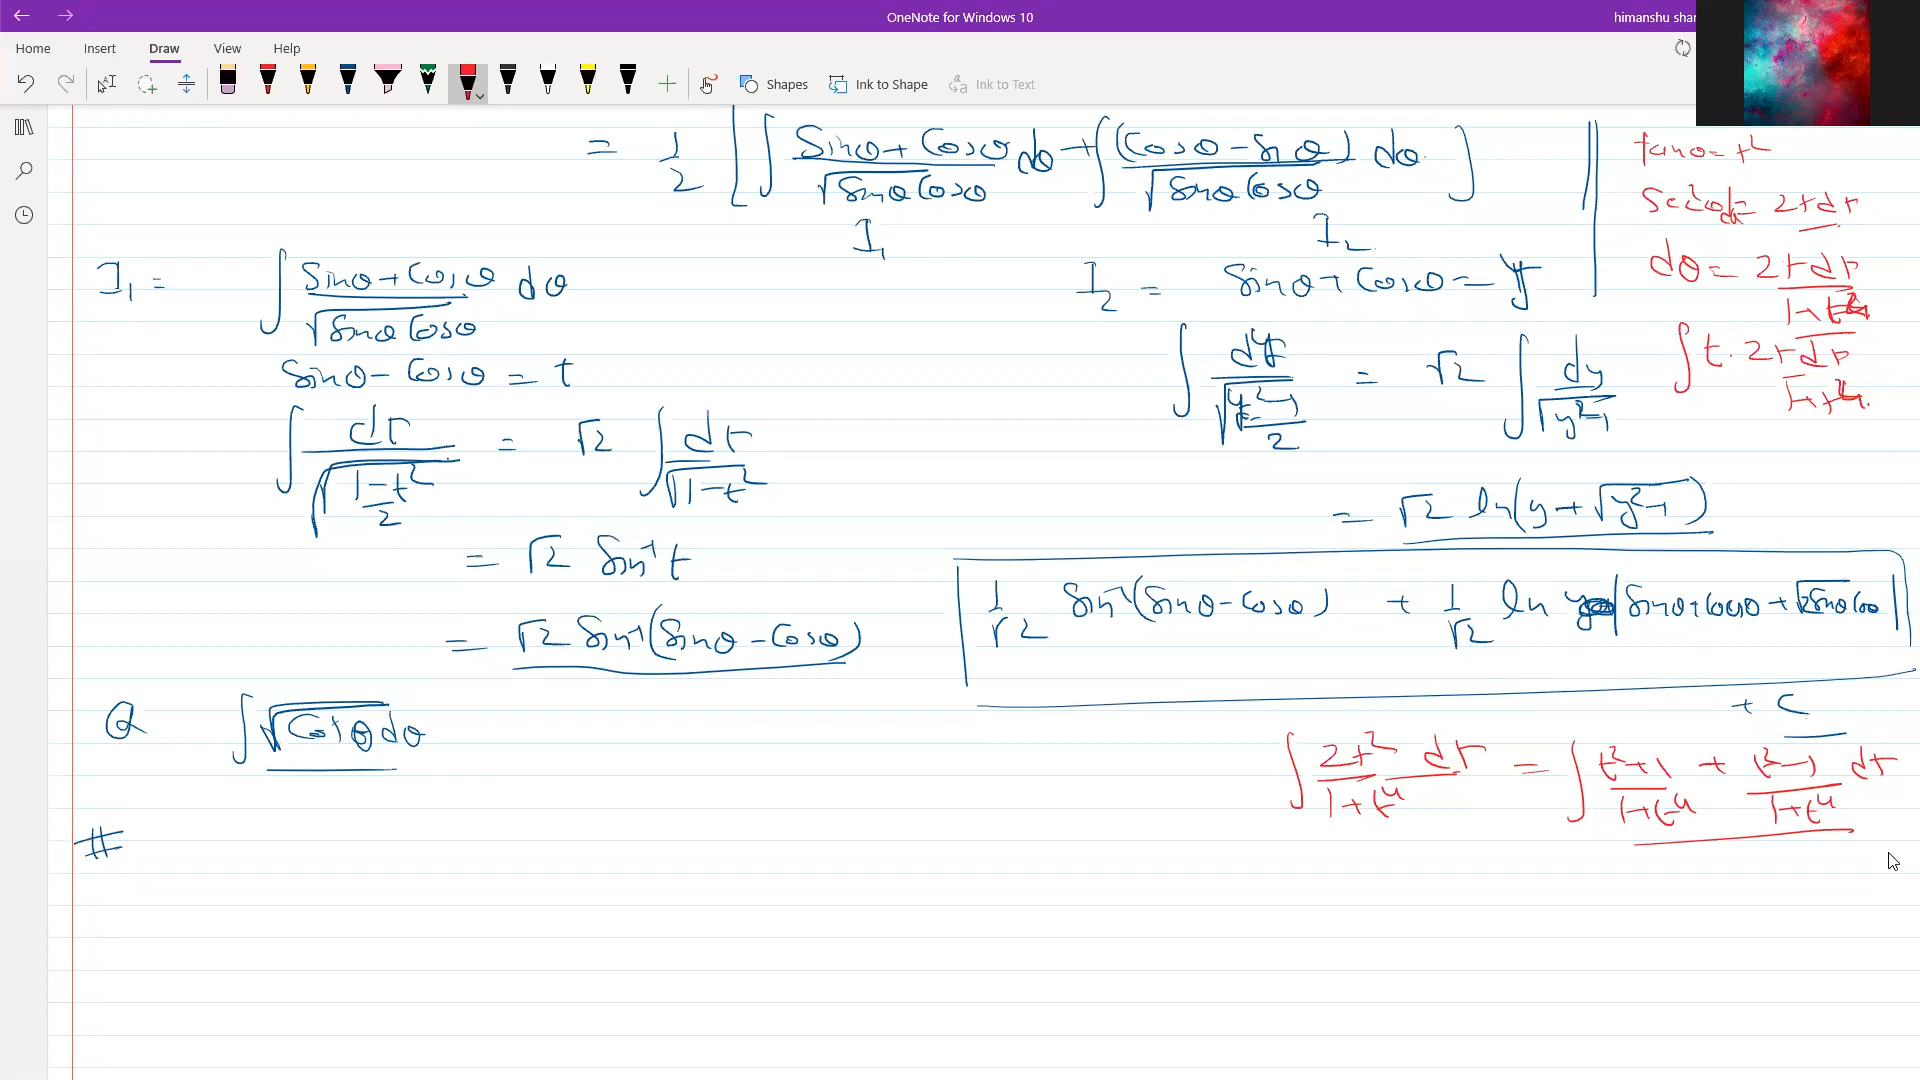 OneNote for Windows 10
himanshu shar
Home Insert Draw View Help
Shapes Ink to Shape Ink to Text
= 1/2 [∫ (Sinθ + Cosθ)/√(Sinθ Cosθ) dθ + ∫ (Cosθ - Sinθ)/√(Sinθ Cosθ) dθ]
I₁ I₂
I₁ = ∫ (Sinθ + Cosθ)/√(Sinθ Cosθ) dθ
Sinθ - Cosθ = t
∫ dt/√((1-t²)/2) = √2 ∫ dt/√(1-t²)
= √2 Sin⁻¹ t
= √2 Sin⁻¹(Sinθ - Cosθ)
I₂ = Sinθ + Cosθ = y
∫ dy/√((y²-1)/2) = √2 ∫ dy/√(y²-1)
= √2 ln(y + √(y²-1))
1/√2 Sin⁻¹(Sinθ - Cosθ) + 1/√2 ln |Sinθ + Cosθ + √(2Sinθ Cosθ)|
+ C
tanθ = t²
Sec²θ dθ = 2t dt
dθ = 2t dt/(1+t⁴)
∫ t. 2t dt/(1+t⁴)
Q ∫ √(Cot θ) dθ
∫ 2t²/(1+t⁴) dt = ∫ (t²+1)/(1+t⁴) + (t²-1)/(1+t⁴) dt
#